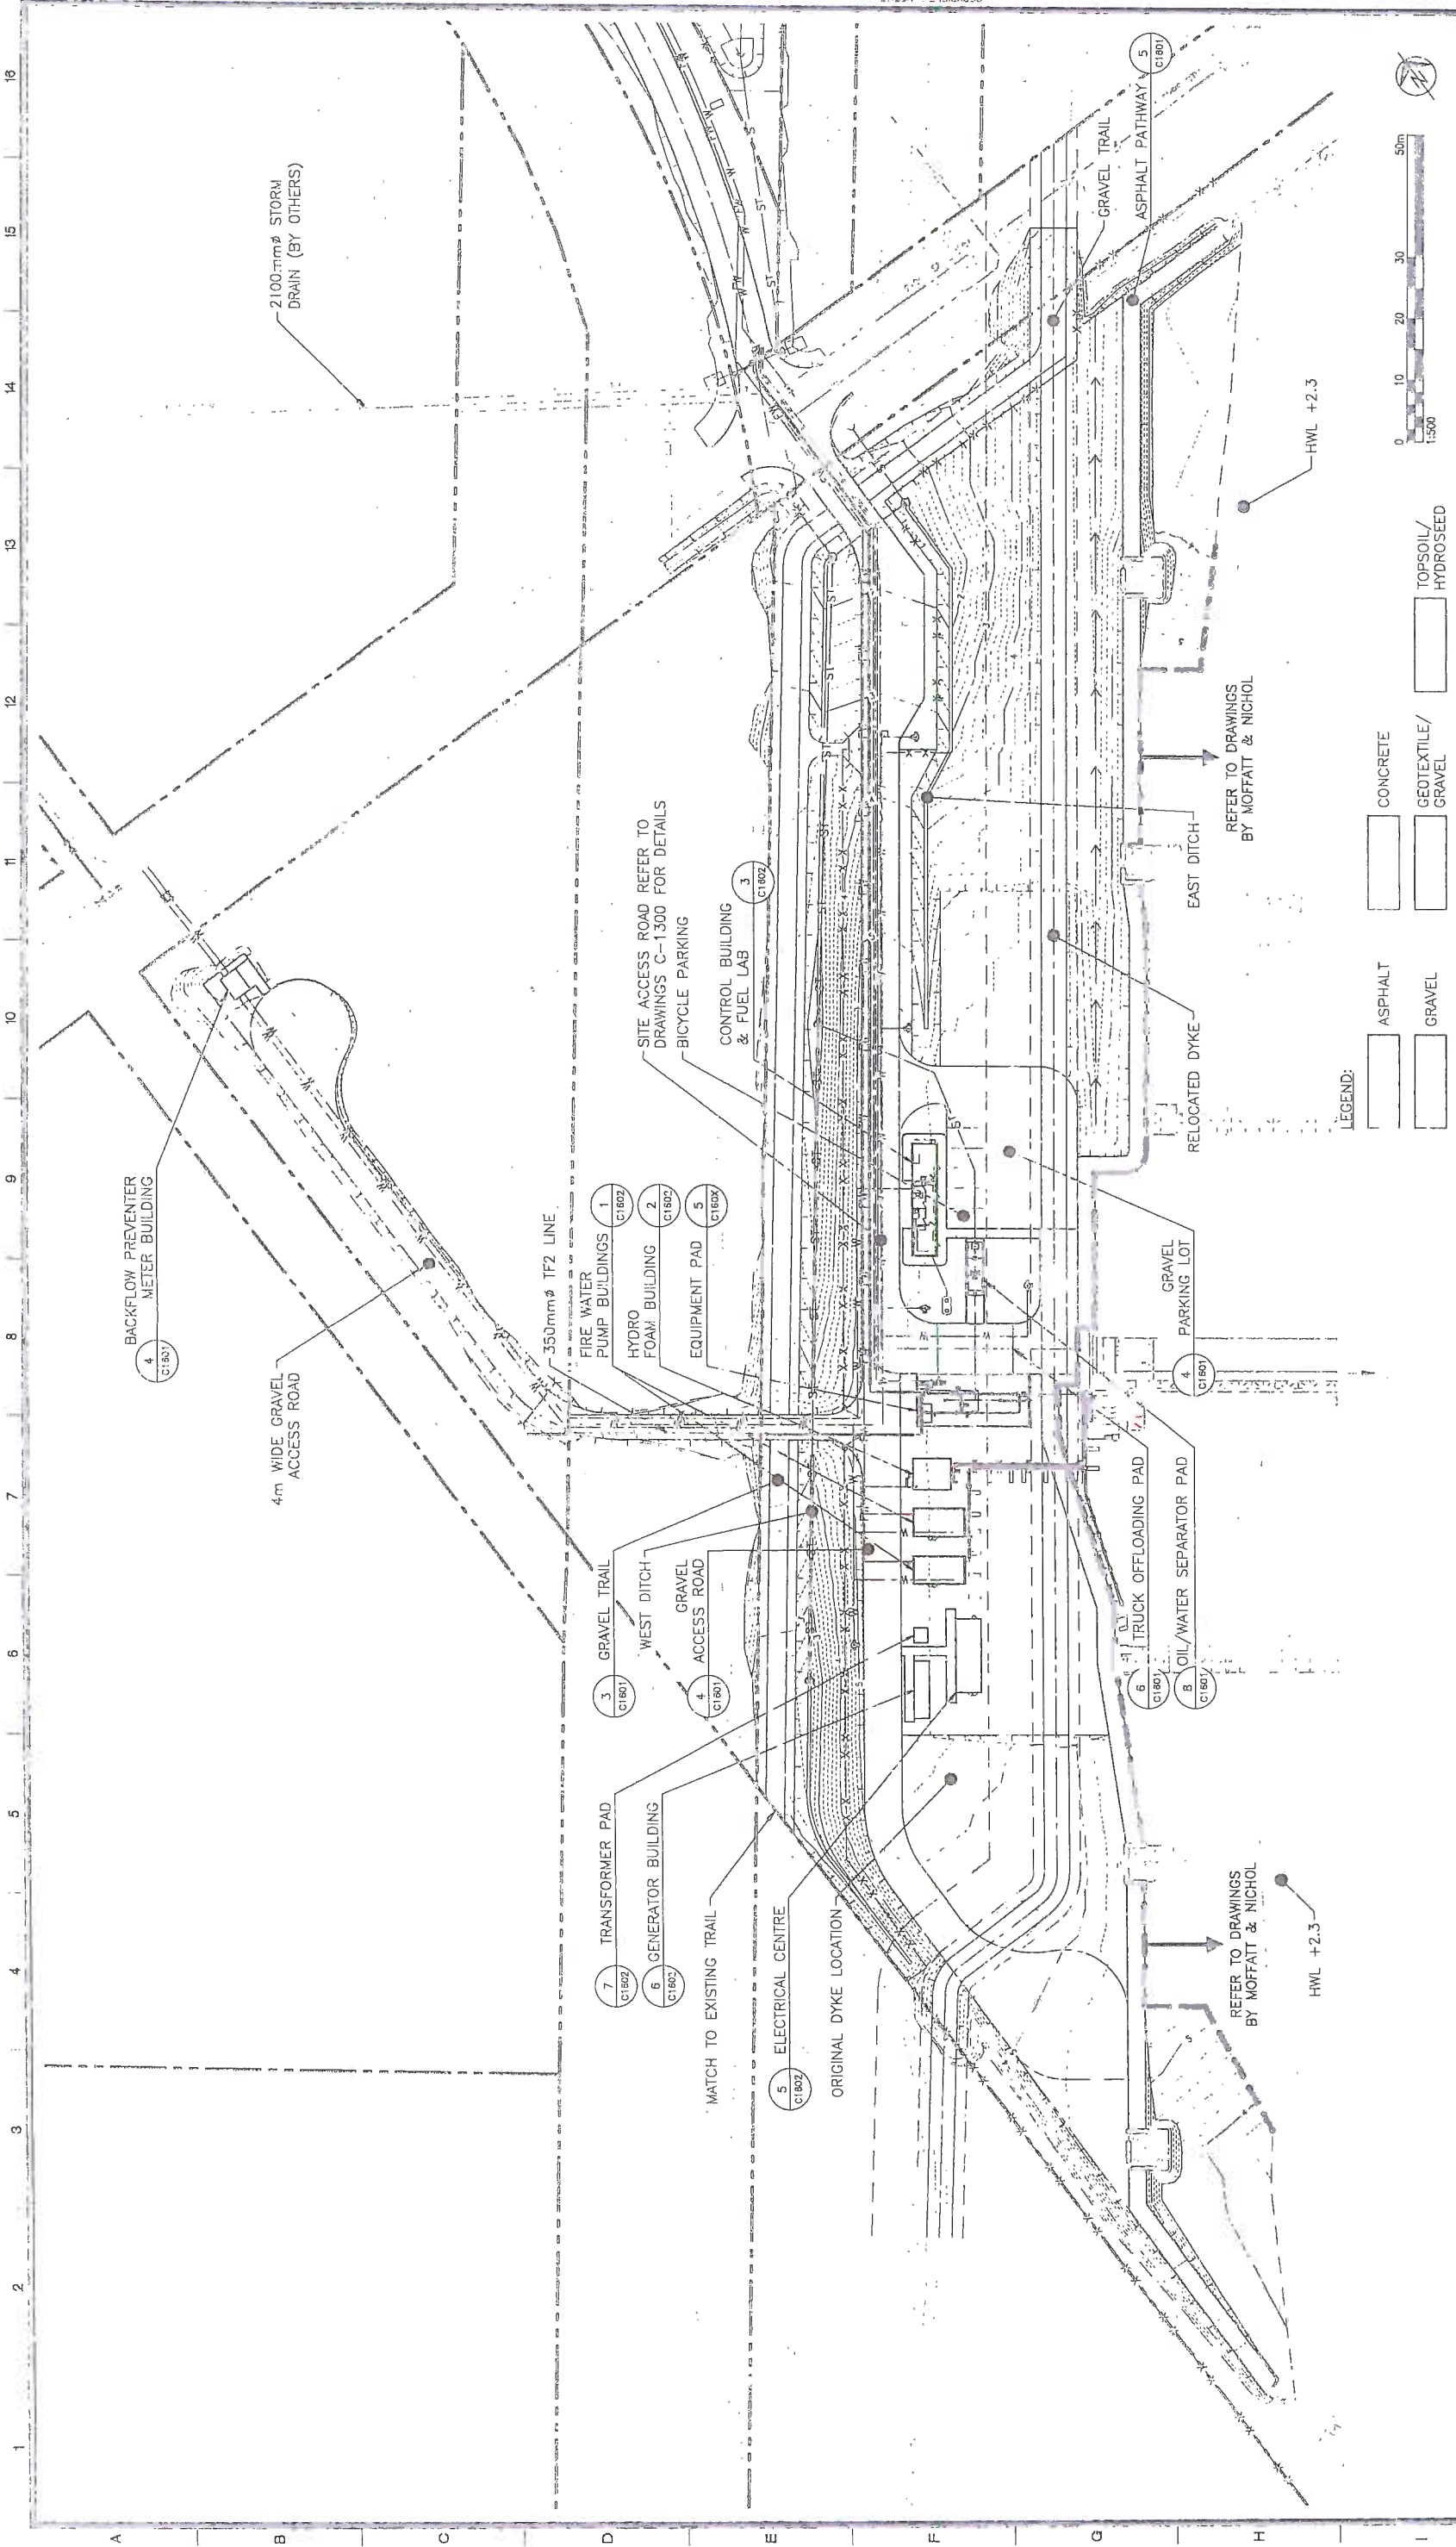 1
2
3
4
5
6
7
8
9
10
11
12
13
14
15
16
A
B
C
D
E
F
G
H
I
2100mmø STORM
DRAIN (BY OTHERS)
BACKFLOW PREVENTER
METER BUILDING
4
C1601
4m WIDE GRAVEL
ACCESS ROAD
350mmø TF2 LINE
FIRE WATER
PUMP BUILDINGS
1
C1602
HYDRO
FOAM BUILDING
2
C1602
EQUIPMENT PAD
5
C160X
SITE ACCESS ROAD REFER TO
DRAWINGS C-1300 FOR DETAILS
BICYCLE PARKING
CONTROL BUILDING
& FUEL LAB
3
C1602
3
C1601
GRAVEL TRAIL
WEST DITCH
4
C1601
GRAVEL
ACCESS ROAD
7
C1602
TRANSFORMER PAD
6
C1602
GENERATOR BUILDING
MATCH TO EXISTING TRAIL
5
C1602
ELECTRICAL CENTRE
ORIGINAL DYKE LOCATION
GRAVEL TRAIL
ASPHALT PATHWAY
5
C1601
EAST DITCH
RELOCATED DYKE
GRAVEL
PARKING LOT
4
C1601
6
C1601
TRUCK OFFLOADING PAD
8
C1601
OIL/WATER SEPARATOR PAD
REFER TO DRAWINGS
BY MOFFATT & NICHOL
HWL +2.3
REFER TO DRAWINGS
BY MOFFATT & NICHOL
HWL +2.3
LEGEND:
ASPHALT
CONCRETE
GRAVEL
GEOTEXTILE/
GRAVEL
TOPSOIL/
HYDROSEED
0 10 20 30 50m
1:500
N